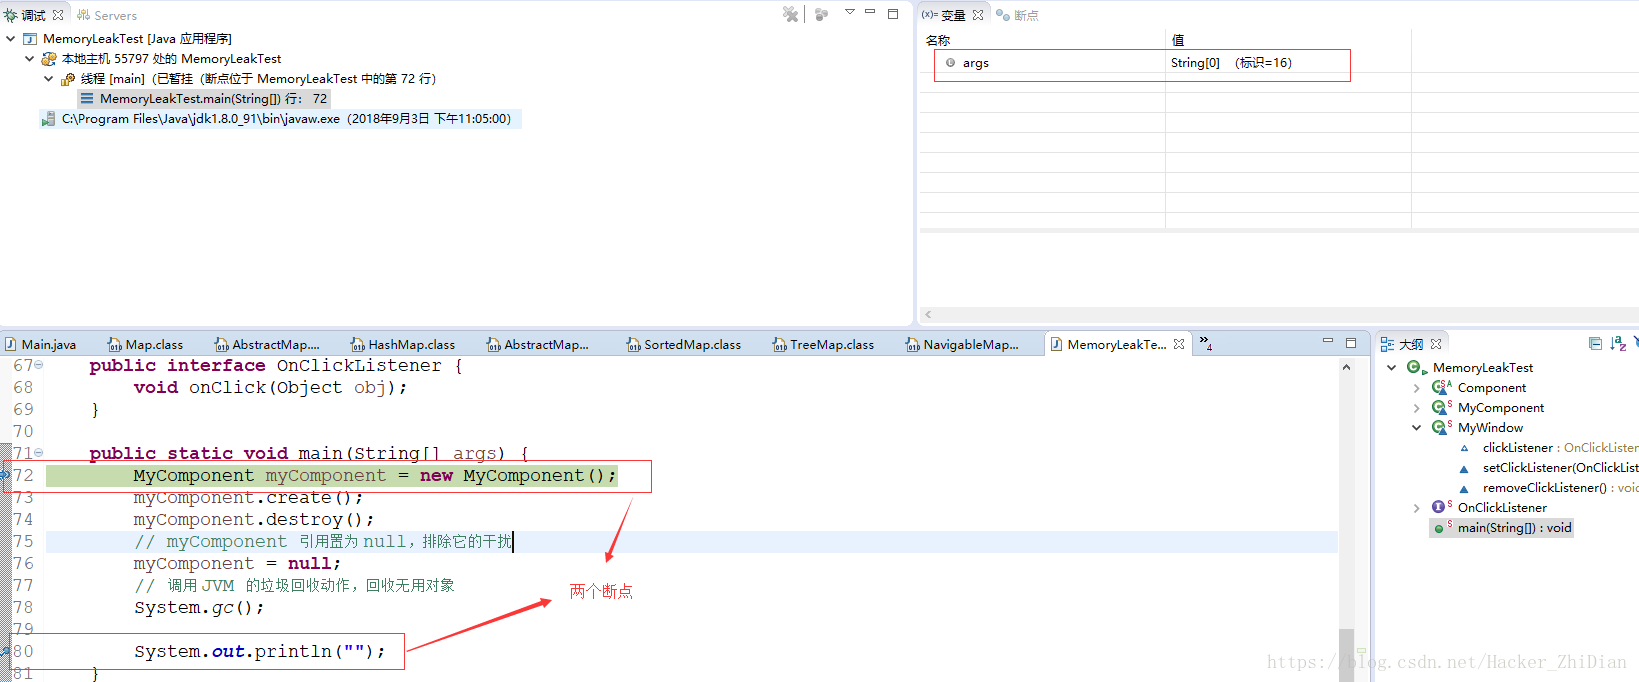 调试 Servers
MemoryLeakTest [Java 应用程序]
本地主机 55797 处的 MemoryLeakTest
线程 [main]（已暂挂（断点位于 MemoryLeakTest 中的第 72 行）
MemoryLeakTest.main(String[]) 行： 72
C:\Program Files\Java\jdk1.8.0_91\bin\javaw.exe（2018年9月3日 下午11:05:00）
(x)= 变量 断点
名称 值
args String[0] （标识=16）
Main.java Map.class AbstractMap.... HashMap.class AbstractMap... SortedMap.class TreeMap.class NavigableMap... MemoryLeakTe... »4
67 public interface OnClickListener {
68 void onClick(Object obj);
69 }
70
71 public static void main(String[] args) {
72 MyComponent myComponent = new MyComponent();
73 myComponent.create();
74 myComponent.destroy();
75 // myComponent 引用置为 null，排除它的干扰
76 myComponent = null;
77 // 调用 JVM 的垃圾回收动作，回收无用对象
78 System.gc();
79
80 System.out.println("");
81 }
两个断点
大纲
MemoryLeakTest
Component
MyComponent
MyWindow
clickListener : OnClickListener
setClickListener(OnClickList
removeClickListener() : void
OnClickListener
main(String[]) : void
https://blog.csdn.net/Hacker_ZhiDian